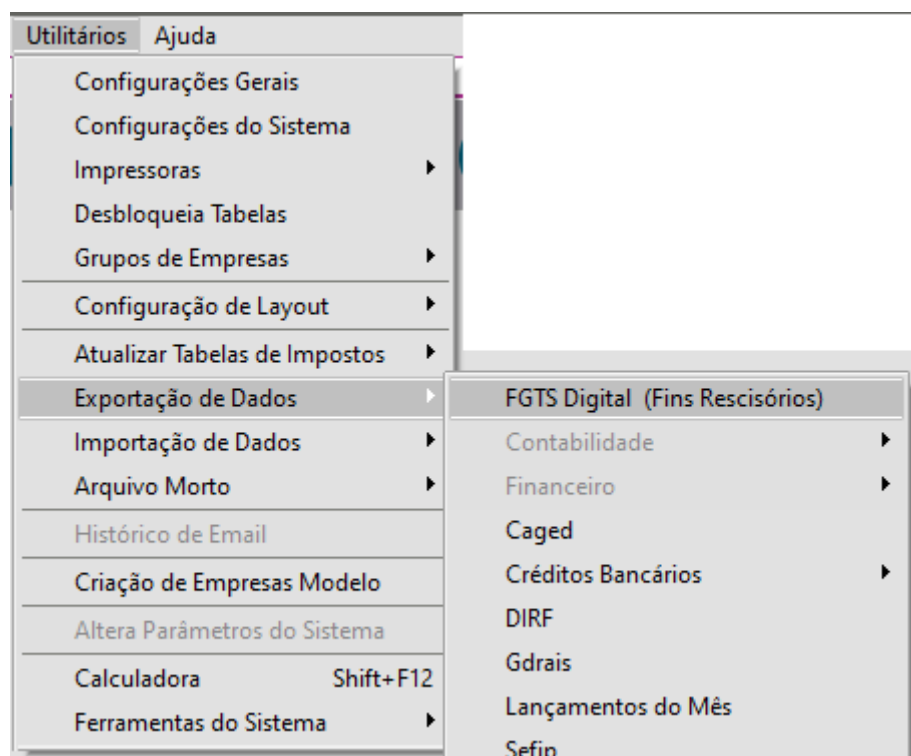 Utilitários Ajuda
Configurações Gerais
Configurações do Sistema
Impressoras
Desbloqueia Tabelas
Grupos de Empresas
Configuração de Layout
Atualizar Tabelas de Impostos
Exportação de Dados
Importação de Dados
Arquivo Morto
Histórico de Email
Criação de Empresas Modelo
Altera Parâmetros do Sistema
Calculadora Shift+F12
Ferramentas do Sistema
FGTS Digital (Fins Rescisórios)
Contabilidade
Financeiro
Caged
Créditos Bancários
DIRF
Gdrais
Lançamentos do Mês
Sefip